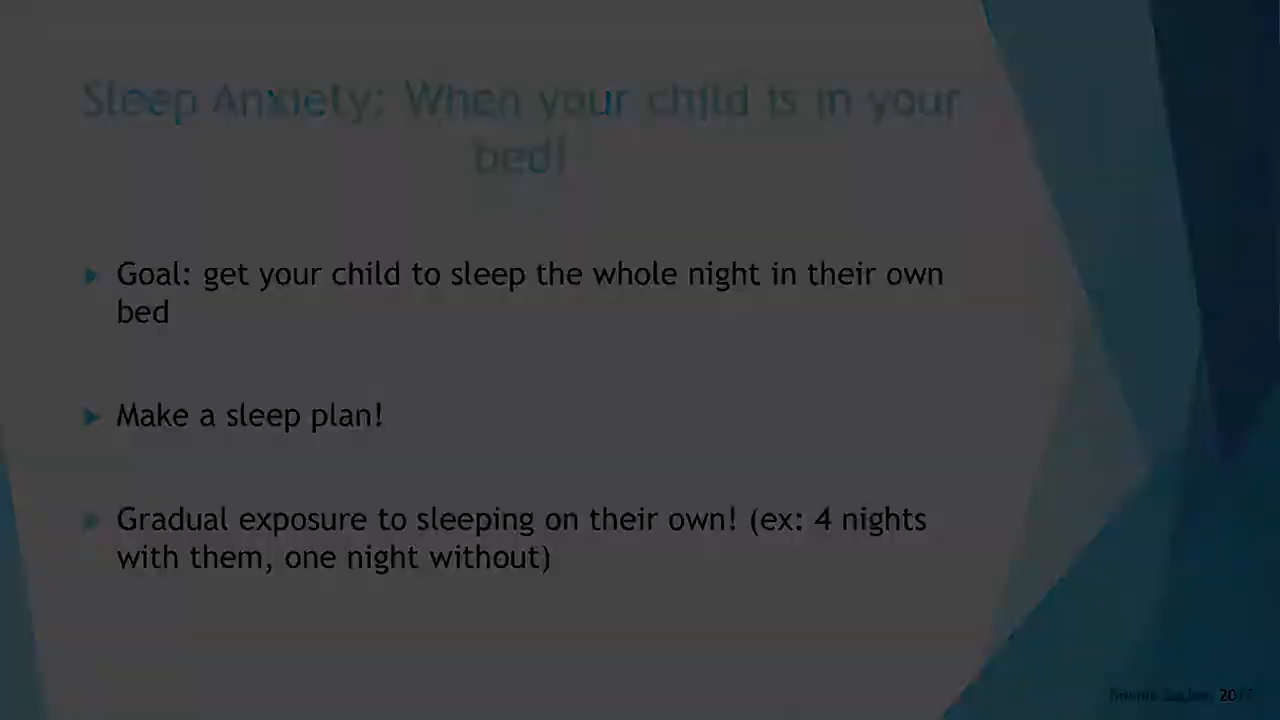 Sleep Anxiety: When your child is in your
bed!
Goal: get your child to sleep the whole night in their own
bed
Make a sleep plan!
Gradual exposure to sleeping on their own! (ex: 4 nights
with them, one night without)